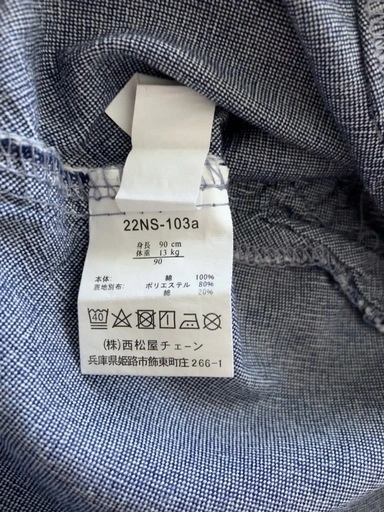 22NS-103a
身長 90 cm
体重 13 kg
90
本体: 綿 100%
表地別布: ポリエステル 80%
綿 20%
(株)西松屋チェーン
兵庫県姫路市飾東町庄 266-1